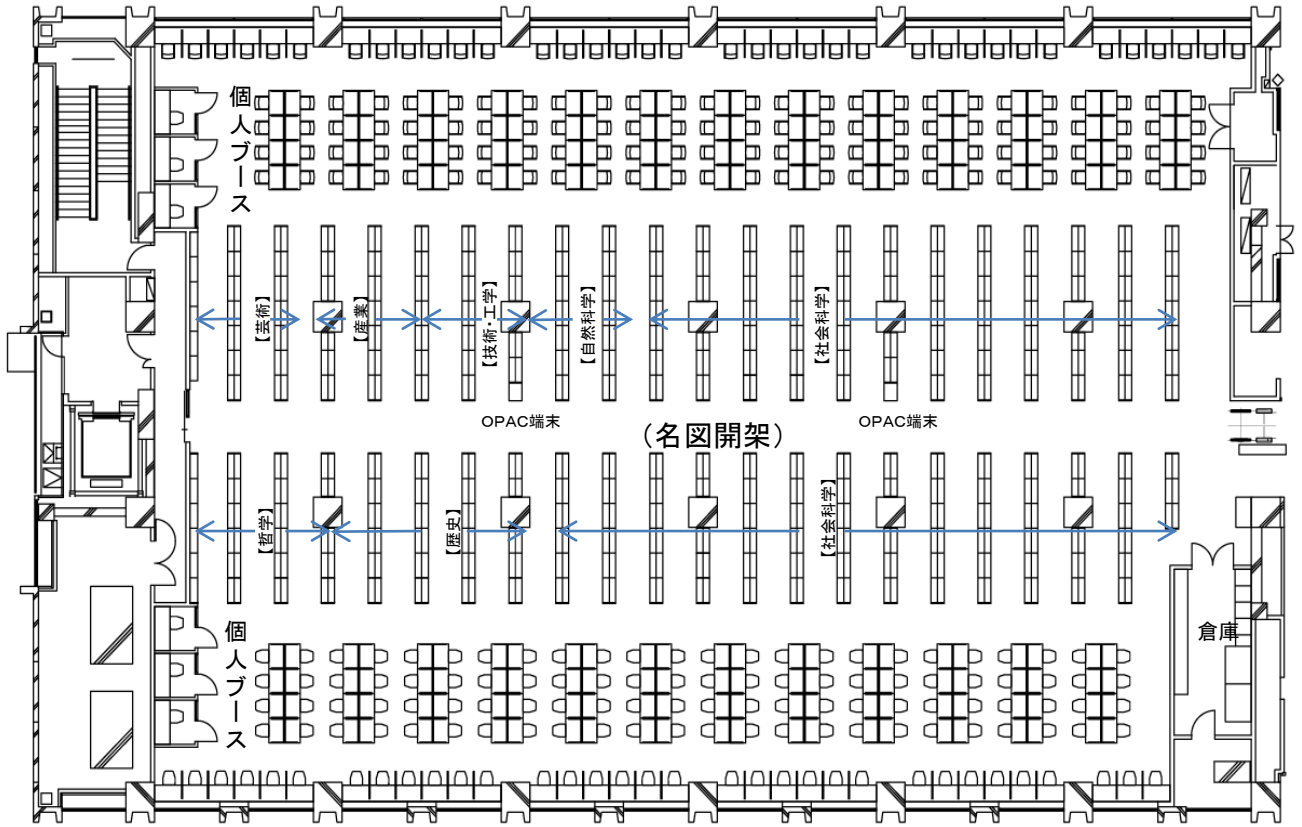 個人ブース
【芸術】
【産業】
【技術・工学】
【自然科学】
【社会科学】
OPAC端末
OPAC端末
（名図開架）
【哲学】
【歴史】
【社会科学】
個人ブース
倉庫